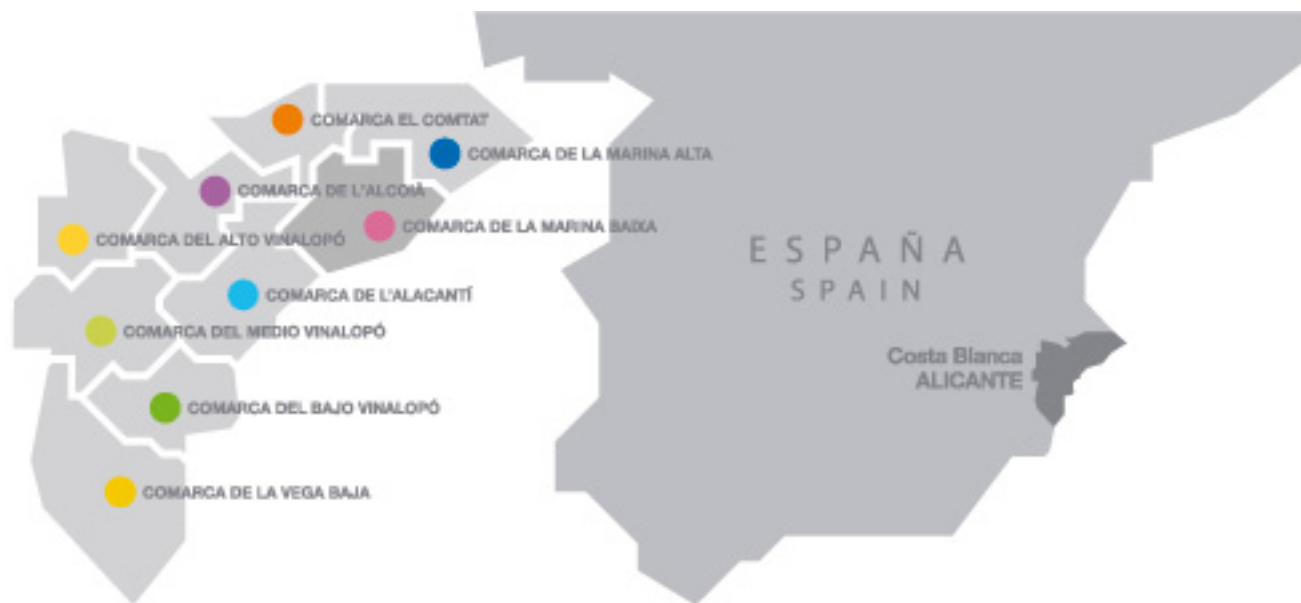 COMARCA EL COMTAT
COMARCA DE LA MARINA ALTA
COMARCA DE L'ALCOIÀ
COMARCA DE LA MARINA BAIXA
COMARCA DEL ALTO VINALOPÓ
COMARCA DE L'ALACANTÍ
COMARCA DEL MEDIO VINALOPÓ
COMARCA DEL BAJO VINALOPÓ
COMARCA DE LA VEGA BAJA
ESPAÑA
SPAIN
Costa Blanca
ALICANTE